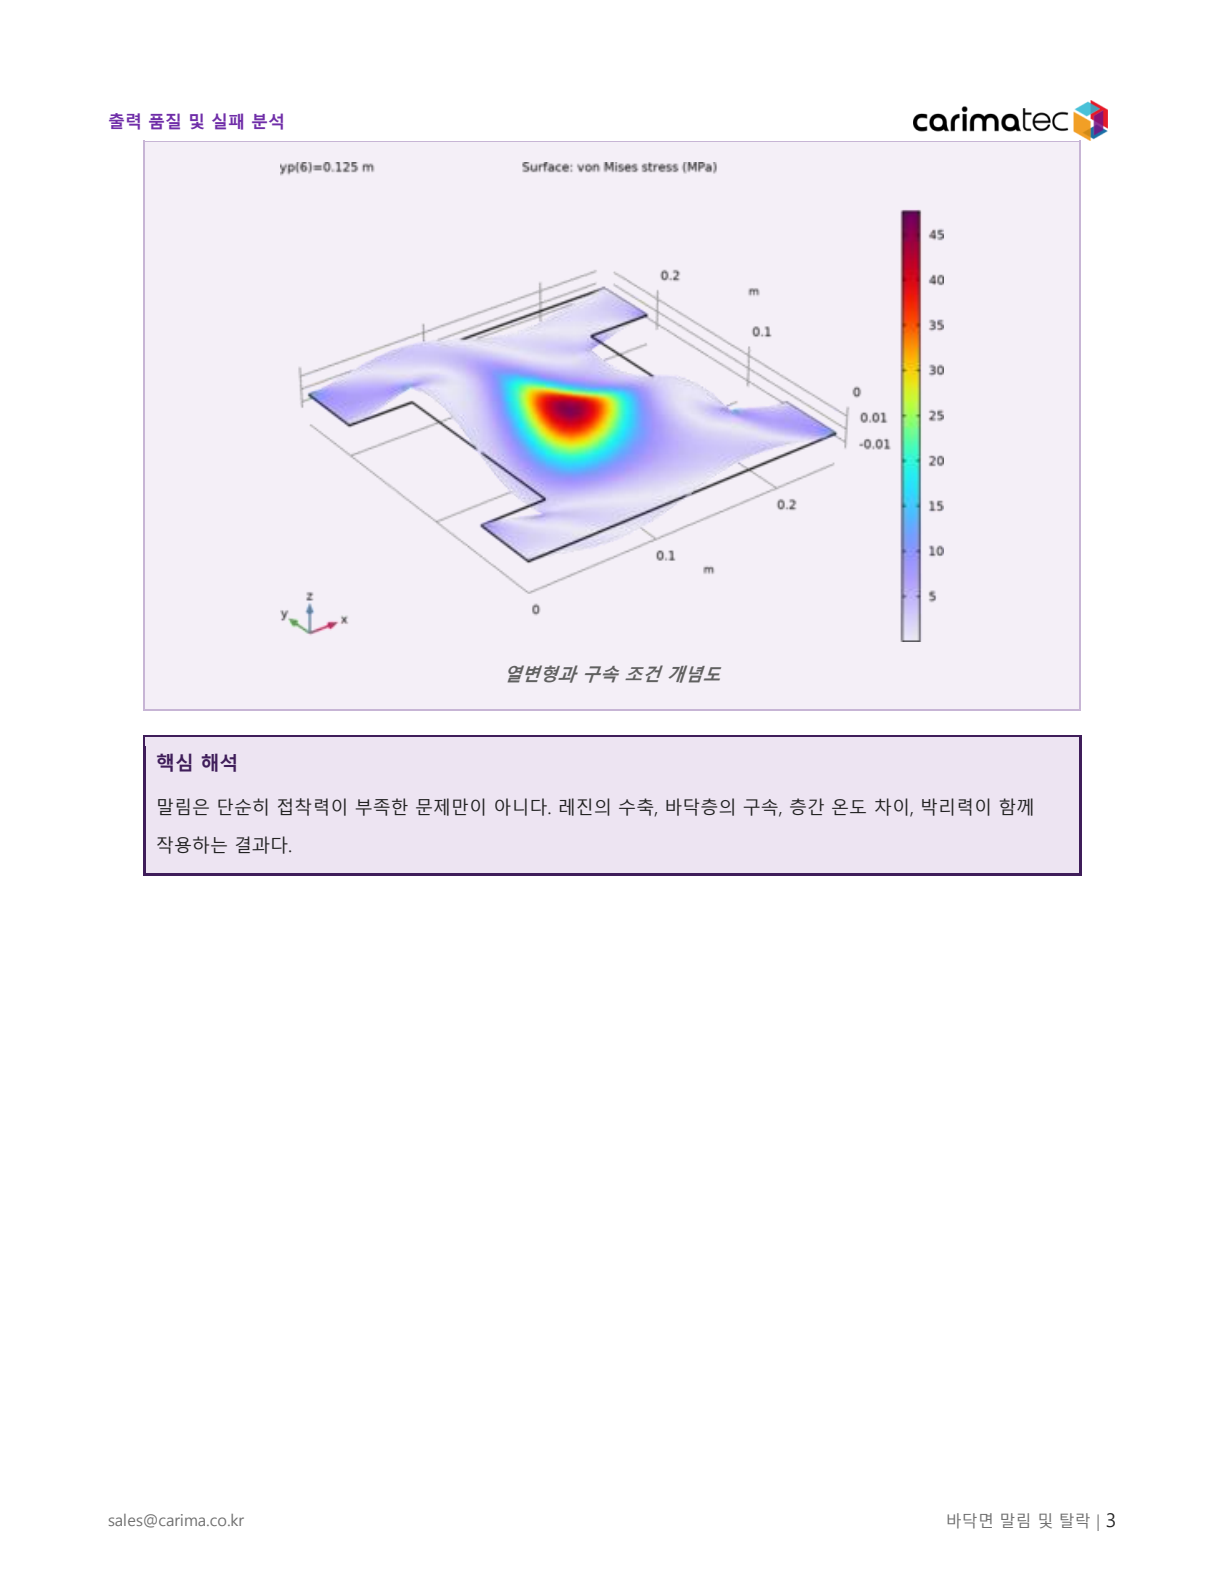 출력 품질 및 실패 분석
carimatec
yp(6)=0.125 m
Surface: von Mises stress (MPa)
45
40
35
30
25
20
15
10
5
0.2
m
0.1
0
0.01
-0.01
0.2
0.1
m
0
z
y
x
열변형과 구속 조건 개념도
핵심 해석
말림은 단순히 접착력이 부족한 문제만이 아니다. 레진의 수축, 바닥층의 구속, 층간 온도 차이, 박리력이 함께
작용하는 결과다.
sales@carima.co.kr
바닥면 말림 및 탈락 | 3